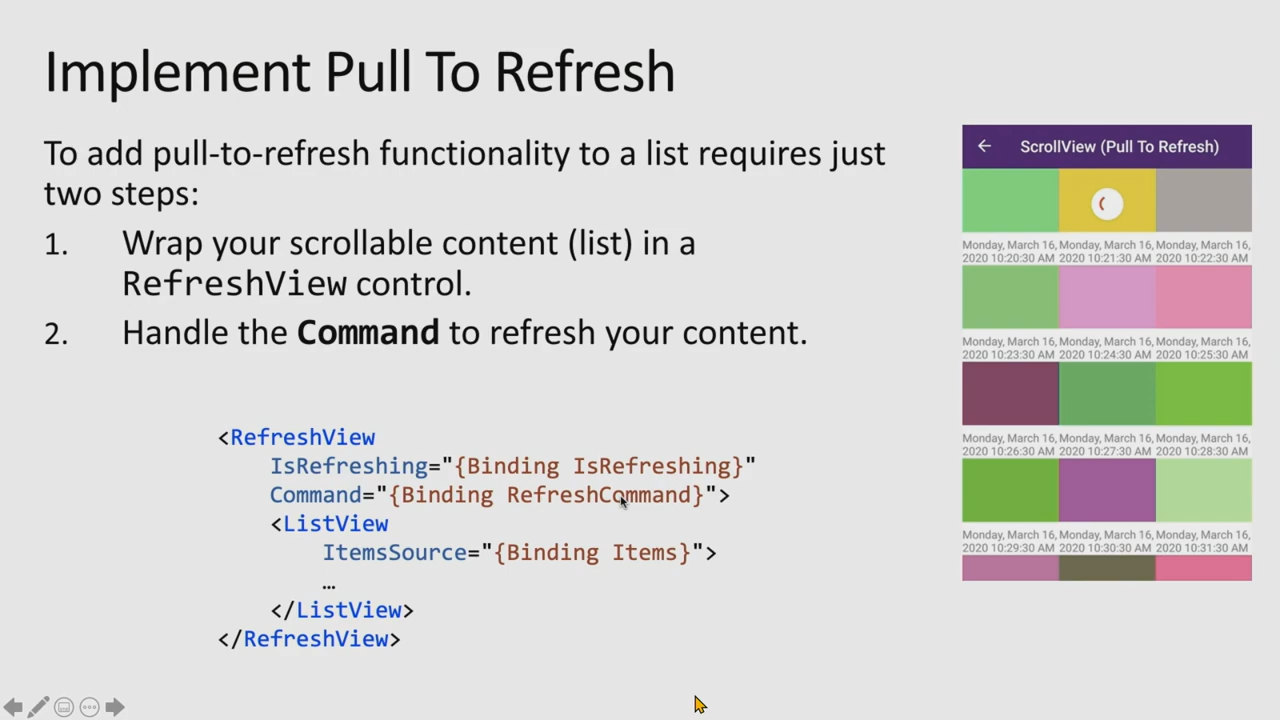 Implement Pull To Refresh
To add pull-to-refresh functionality to a list requires just
two steps:
1. Wrap your scrollable content (list) in a
RefreshView control.
2. Handle the Command to refresh your content.
<RefreshView
IsRefreshing="{Binding IsRefreshing}"
Command="{Binding RefreshCommand}">
<ListView
ItemsSource="{Binding Items}">
…
</ListView>
</RefreshView>
ScrollView (Pull To Refresh)
Monday, March 16, Monday, March 16, Monday, March 16,
2020 10:20:30 AM 2020 10:21:30 AM 2020 10:22:30 AM
Monday, March 16, Monday, March 16, Monday, March 16,
2020 10:23:30 AM 2020 10:24:30 AM 2020 10:25:30 AM
Monday, March 16, Monday, March 16, Monday, March 16,
2020 10:26:30 AM 2020 10:27:30 AM 2020 10:28:30 AM
Monday, March 16, Monday, March 16, Monday, March 16,
2020 10:29:30 AM 2020 10:30:30 AM 2020 10:31:30 AM